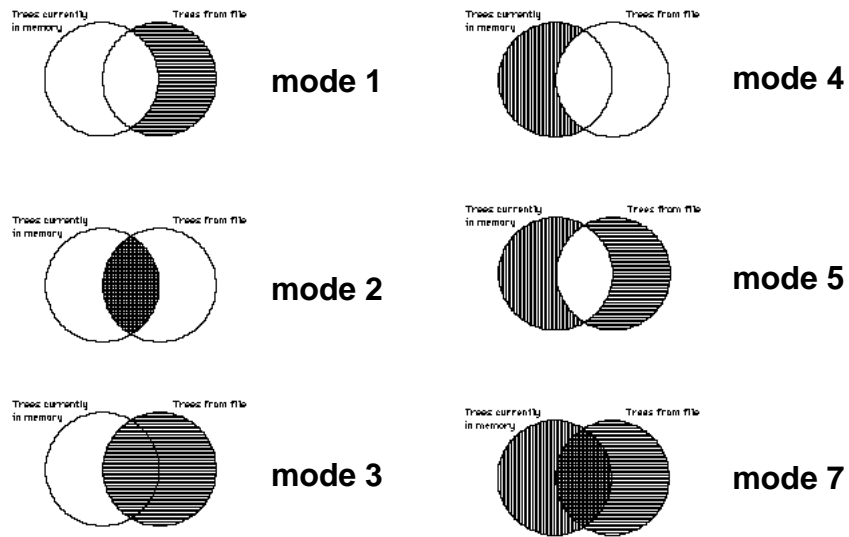 Trees currently
in memory
Trees from file
mode 1
Trees currently
in memory
Trees from file
mode 4
Trees currently
in memory
Trees from file
mode 2
Trees currently
in memory
Trees from file
mode 5
Trees currently
in memory
Trees from file
mode 3
Trees currently
in memory
Trees from file
mode 7